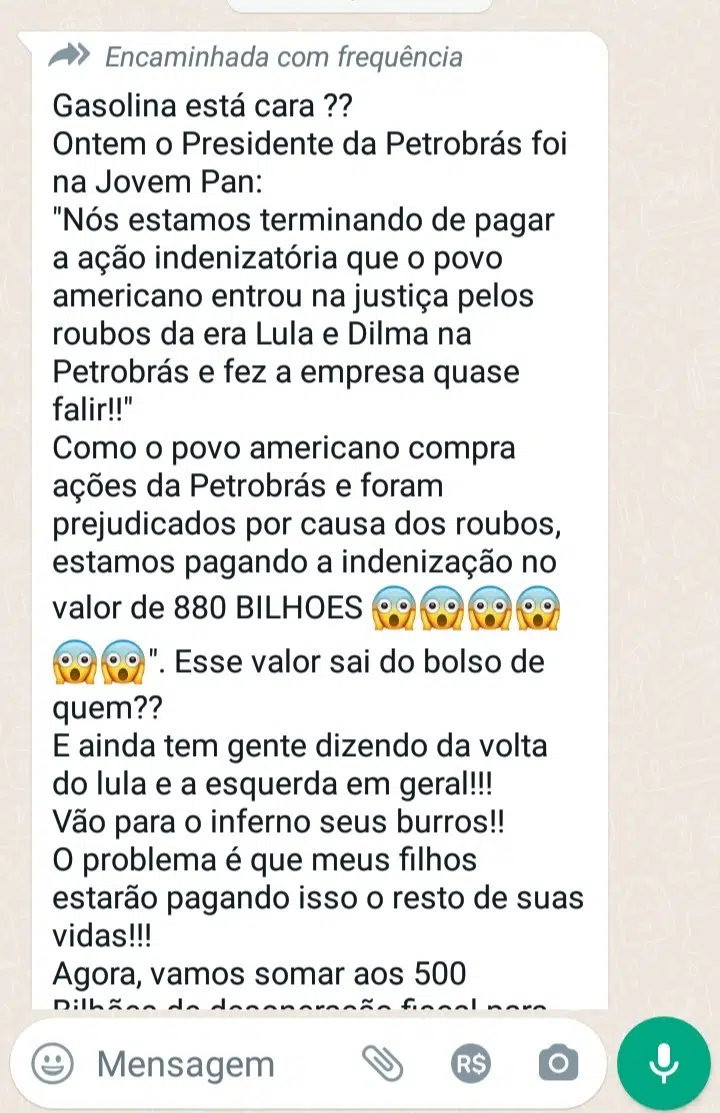 Encaminhada com frequência
Gasolina está cara ??
Ontem o Presidente da Petrobrás foi
na Jovem Pan:
"Nós estamos terminando de pagar
a ação indenizatória que o povo
americano entrou na justiça pelos
roubos da era Lula e Dilma na
Petrobrás e fez a empresa quase
falir!!"
Como o povo americano compra
ações da Petrobrás e foram
prejudicados por causa dos roubos,
estamos pagando a indenização no
valor de 880 BILHOES 😱😱😱😱
😱😱". Esse valor sai do bolso de
quem??
E ainda tem gente dizendo da volta
do lula e a esquerda em geral!!!
Vão para o inferno seus burros!!
O problema é que meus filhos
estarão pagando isso o resto de suas
vidas!!!
Agora, vamos somar aos 500
Bilhões de desoneração fiscal para
Mensagem
R$